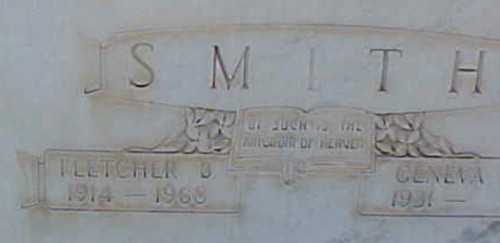 SMITH
OF SUCH IS THE
KINGDOM OF HEAVEN
FLETCHER B
1914 - 1968
GENEVA
1931 -